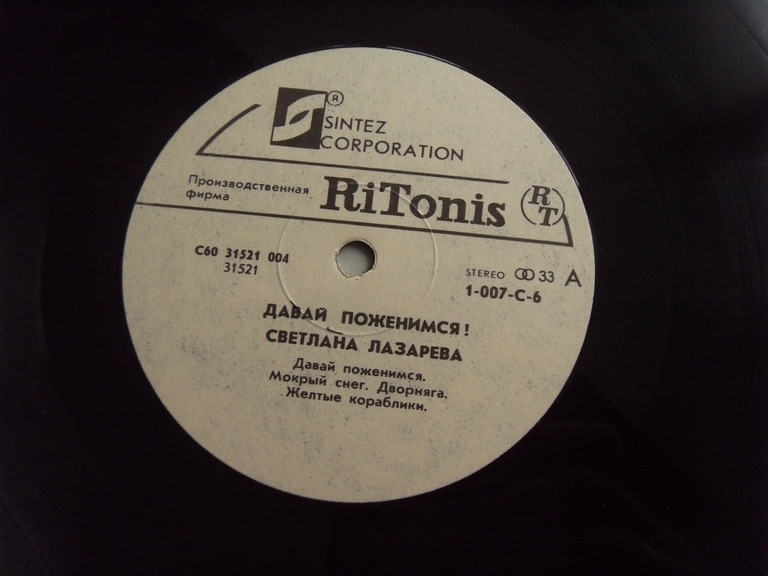 ®
SINTEZ
CORPORATION
Производственная
фирма
RiTonis
RT
С60 31521 004
31521
STEREO 33 A
1-007-С-6
ДАВАЙ ПОЖЕНИМСЯ!
СВЕТЛАНА ЛАЗАРЕВА
Давай поженимся.
Мокрый снег. Дворняга.
Желтые кораблики.